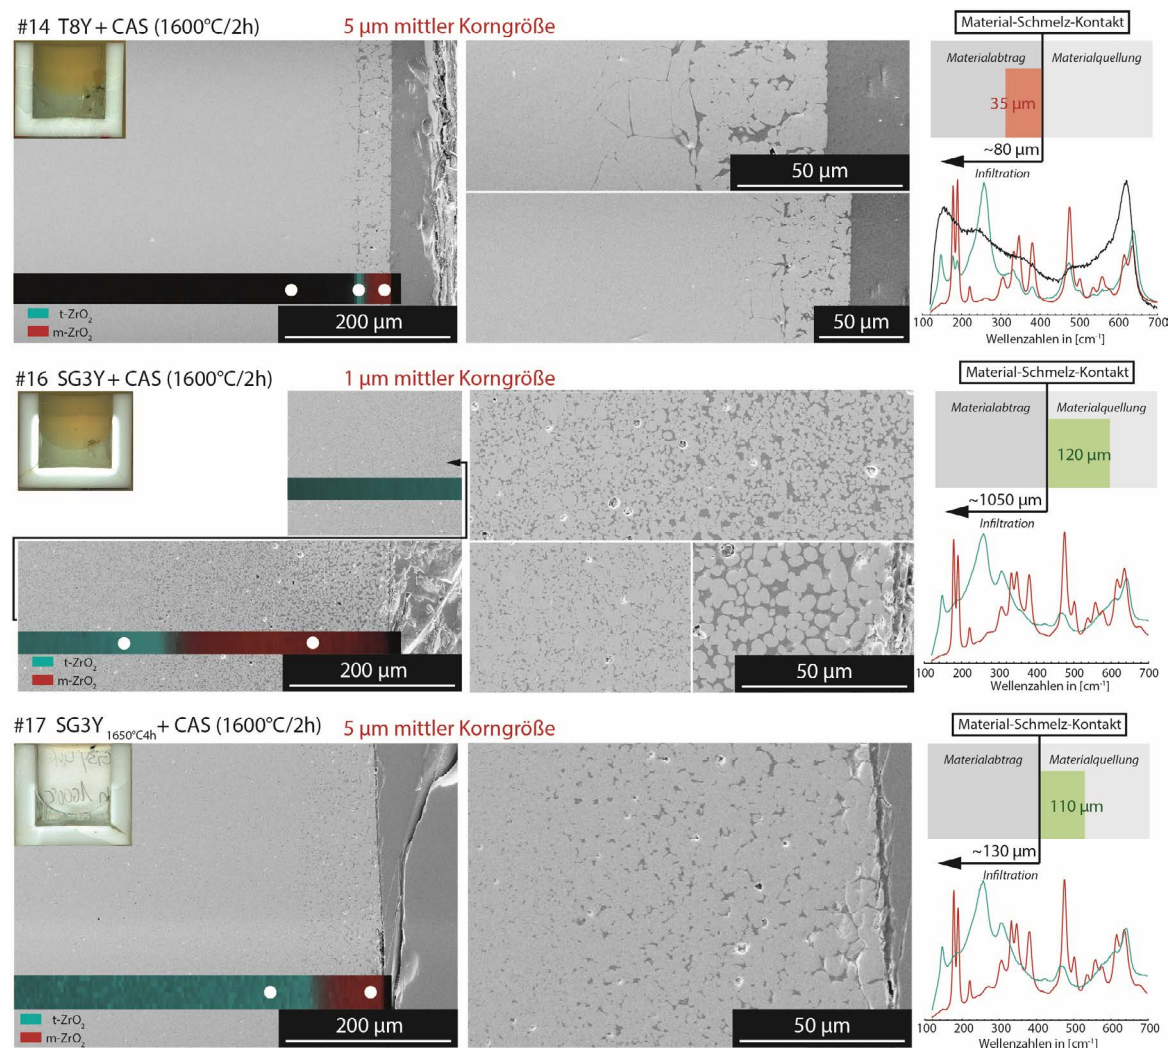 #14 T8Y + CAS (1600°C/2h)
5 µm mittler Korngröße
Material-Schmelz-Kontakt
Materialabtrag
Materialquellung
35 µm
~80 µm
Infiltration
50 µm
t-ZrO2
m-ZrO2
200 µm
50 µm
100 200 300 400 500 600 700
Wellenzahlen in [cm-1]
#16 SG3Y + CAS (1600°C/2h)
1 µm mittler Korngröße
Material-Schmelz-Kontakt
Materialabtrag
Materialquellung
120 µm
~1050 µm
Infiltration
t-ZrO2
m-ZrO2
200 µm
50 µm
100 200 300 400 500 600 700
Wellenzahlen in [cm-1]
#17 SG3Y1650°C4h + CAS (1600°C/2h)
5 µm mittler Korngröße
Material-Schmelz-Kontakt
Materialabtrag
Materialquellung
110 µm
~130 µm
Infiltration
t-ZrO2
m-ZrO2
200 µm
50 µm
100 200 300 400 500 600 700
Wellenzahlen in [cm-1]